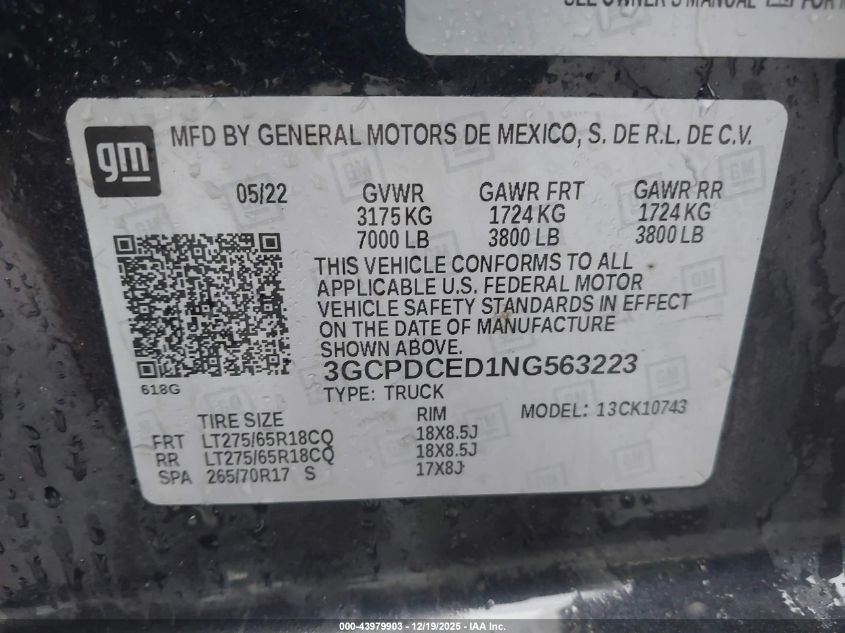 SEE OWNER'S MANUAL
gm
MFD BY GENERAL MOTORS DE MEXICO, S. DE R.L. DE C.V.
05/22 GVWR GAWR FRT GAWR RR
3175 KG 1724 KG 1724 KG
7000 LB 3800 LB 3800 LB
THIS VEHICLE CONFORMS TO ALL
APPLICABLE U.S. FEDERAL MOTOR
VEHICLE SAFETY STANDARDS IN EFFECT
ON THE DATE OF MANUFACTURE
SHOWN ABOVE.
3GCPDCED1NG563223
618G
TYPE: TRUCK
MODEL: 13CK10743
TIRE SIZE RIM
FRT LT275/65R18CQ 18X8.5J
RR LT275/65R18CQ 18X8.5J
SPA 265/70R17 S 17X8J
000-43979903 - 12/19/2025 - IAA Inc.